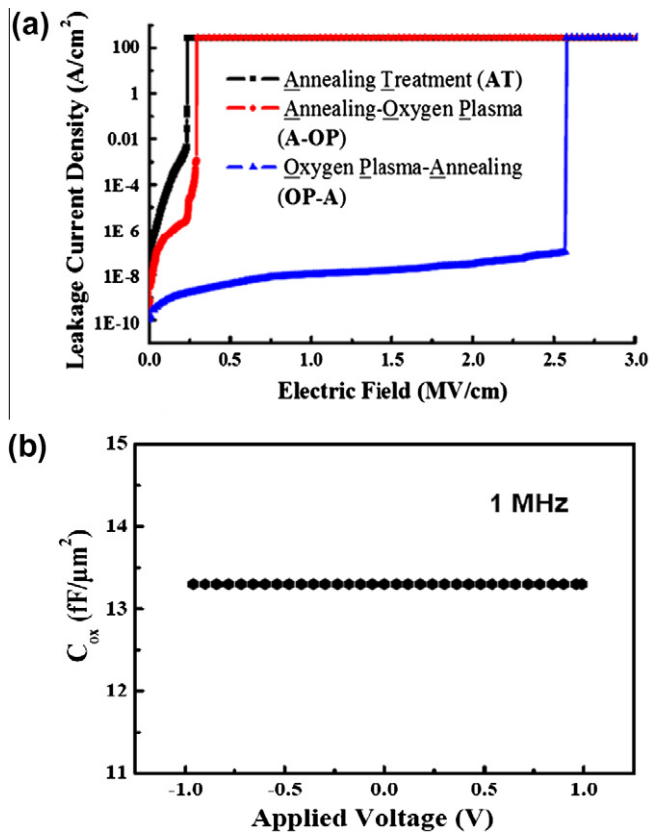 (a)
Leakage Current Density (A/cm²)
100
1
0.01
1E-4
1E-6
1E-8
1E-10
Annealing Treatment (AT)
Annealing-Oxygen Plasma
(A-OP)
Oxygen Plasma-Annealing
(OP-A)
0.0 0.5 1.0 1.5 2.0 2.5 3.0
Electric Field (MV/cm)
(b)
Cox (fF/μm²)
15
14
13
12
11
1 MHz
-1.0 -0.5 0.0 0.5 1.0
Applied Voltage (V)